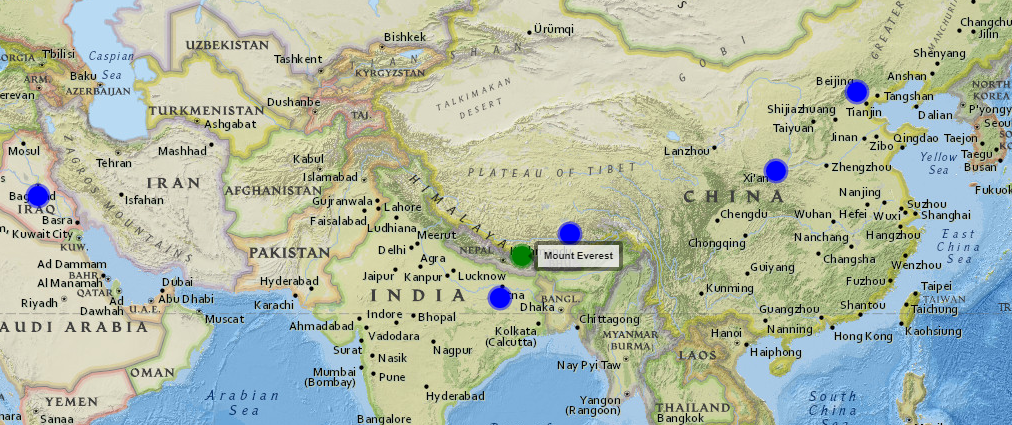 S
Changchu
Jilin
GREATER
MANCHURIAN
Ürümqi
Bishkek
UZBEKISTAN
Tashkent
TIAN SHAN
KYRGYZSTAN
GOBI
Shenyang
Anshan
Beijing
Tangshan
Tianjin
Dalian
NORTH
KOREA
P'yongy
Seou
Taejon
Taegu
Busan
Fukuok
T'bilisi
Caspian
Sea
Baku
AZERBAIJAN
ARM.
TURKMENISTAN
Ashgabat
Dushanbe
TAJ.
TALKIMAKAN
DESERT
Shijiazhuang
Taiyuan
Jinan
Zibo
Qingdao
Yellow
Sea
Mosul
Tehran
Mashhad
ZAGROS MOUNTAINS
IRAN
Isfahan
Kabul
Islamabad
AFGHANISTAN
HIMALAYA
PLATEAU OF TIBET
Lanzhou
Xi'an
Zhengzhou
CHINA
IRAQ
Basra
Kuwait City
KUW.
Gujranwala
Lahore
Faisalabad
Ludhiana
Meerut
Delhi
NEPAL
Mount Everest
Chengdu
Chongqing
Wuhan
Nanjing
Hefei
Wuxi
Suzhou
Shanghai
Hangzhou
Nanchang
Changsha
East
China
Sea
PAKISTAN
Agra
Jaipur
Kanpur
Lucknow
Ad Dammam
Al Manamah
BAHR.
QATAR
Riyadh
Ad
Dawhah
U.A.E.
Dubai
Abu Dhabi
Muscat
Hyderabad
Karachi
INDIA
BANGL.
Dhaka
Guiyang
Kunming
Wenzhou
Fuzhou
Taipei
TAIWAN
Taichung
Kaohsiung
Guangzhou
Shantou
Nanning
Hong Kong
AUDI ARABIA
Ahmadabad
Indore
Bhopal
Vadodara
Surat
Nasik
Nagpur
Mumbai
(Bombay)
Pune
Hyderabad
Kolkata
(Calcutta)
Chittagong
MYANMAR
(BURMA)
Nay Pyi Taw
Hanoi
Haiphong
LAOS
OMAN
YEMEN
Sanaa
Arabian
Sea
Bangalore
Yangon
(Rangoon)
THAILAND
Bangkok
South
China
Sea